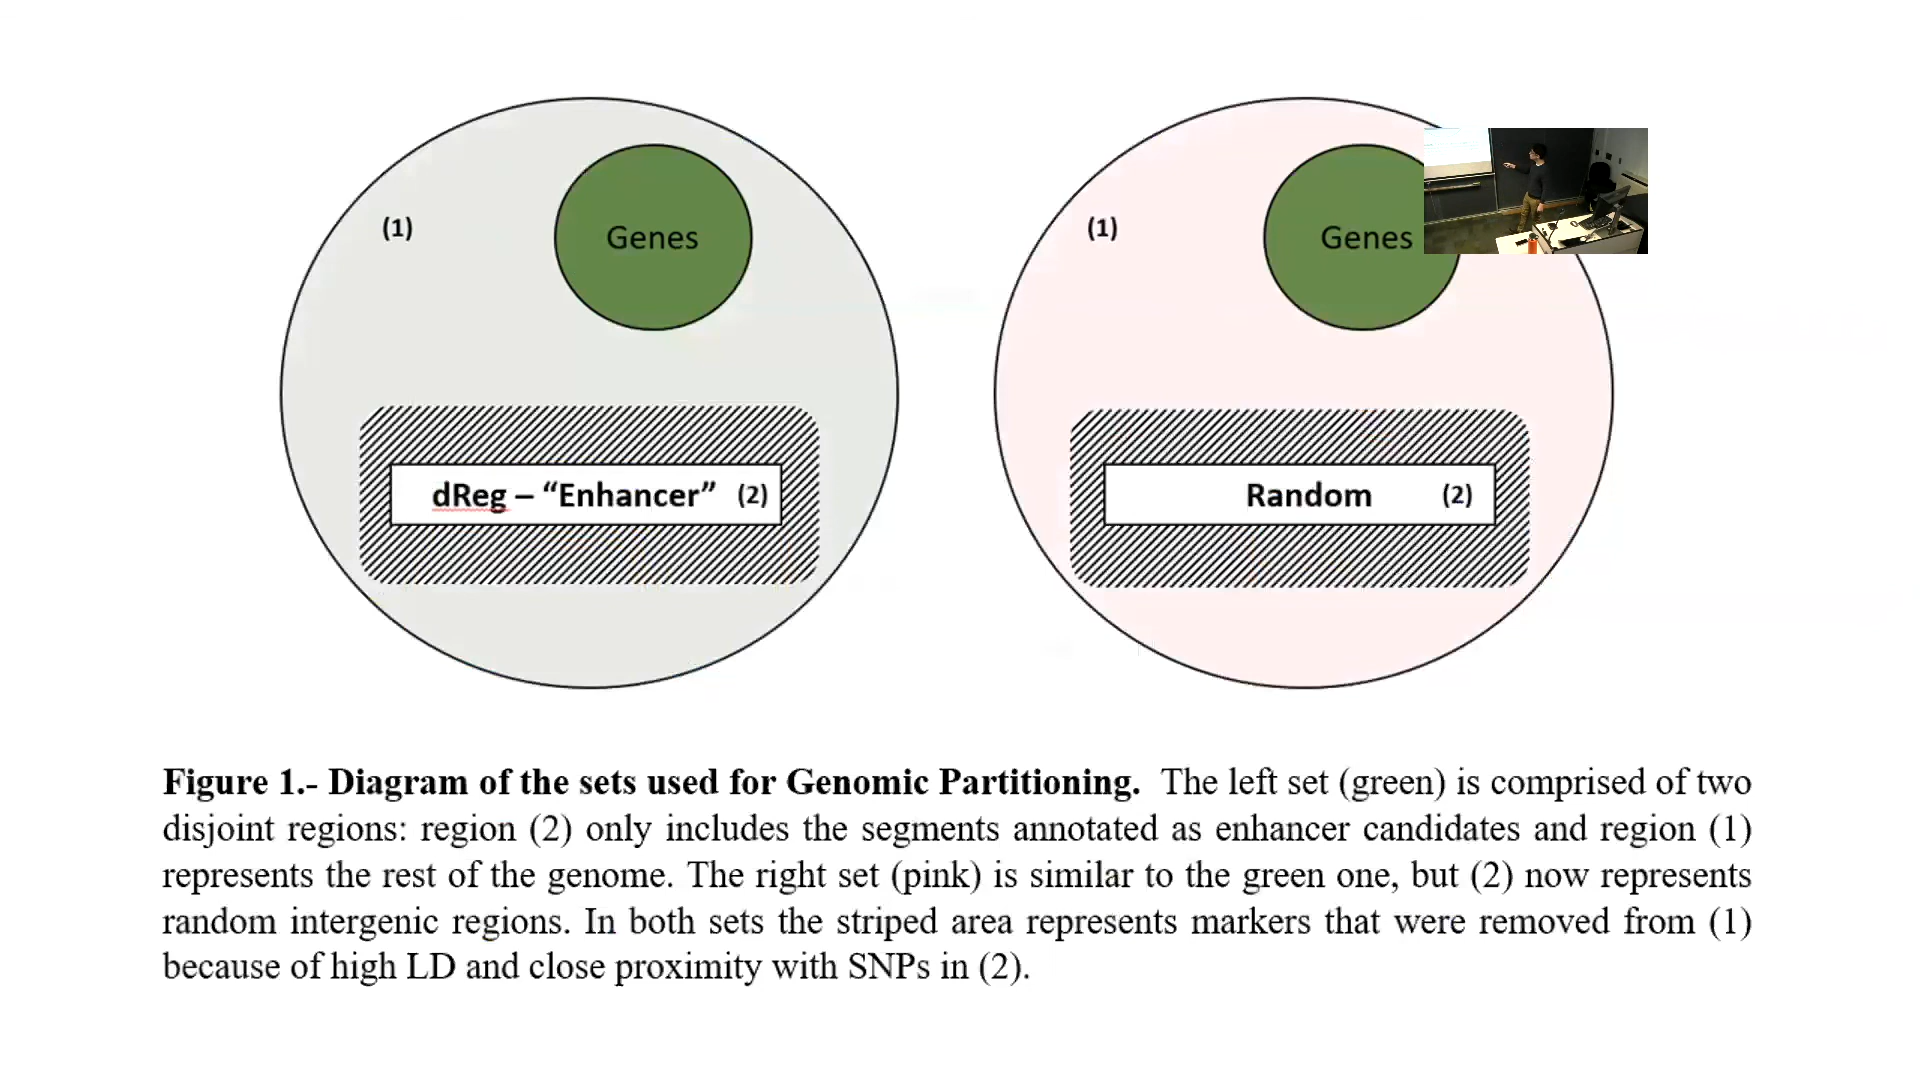 (1)
Genes
(1)
Genes
dReg – “Enhancer” (2)
Random (2)
Figure 1.- Diagram of the sets used for Genomic Partitioning. The left set (green) is comprised of two
disjoint regions: region (2) only includes the segments annotated as enhancer candidates and region (1)
represents the rest of the genome. The right set (pink) is similar to the green one, but (2) now represents
random intergenic regions. In both sets the striped area represents markers that were removed from (1)
because of high LD and close proximity with SNPs in (2).